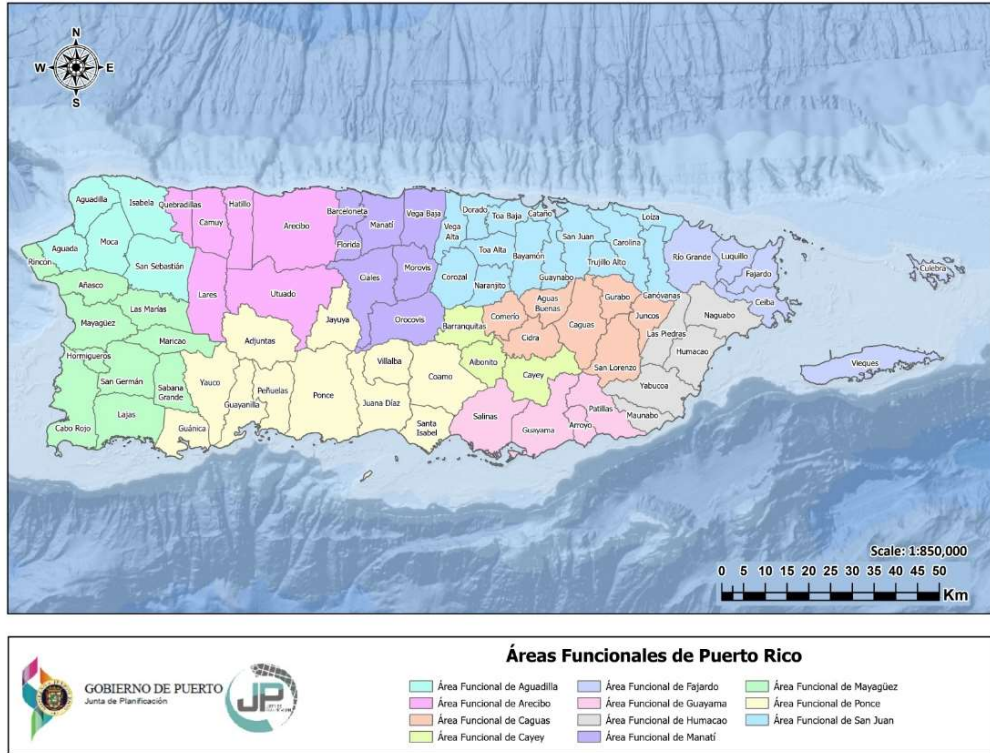 N
W E
S
Aguadilla
Isabela
Quebradillas
Hatillo
Camuy
Arecibo
Barceloneta
Manatí
Vega Baja
Vega
Alta
Dorado
Toa Baja
Cataño
San Juan
Carolina
Loiza
Aguada
Moca
San Sebastián
Florida
Toa Alta
Bayamón
Trujillo Alto
Río Grande
Luquillo
Fajardo
Culebra
Rincón
Añasco
Lares
Utuado
Ciales
Morovis
Corozal
Naranjito
Guaynabo
Canóvanas
Ceiba
Las Marías
Mayagüez
Maricao
Adjuntas
Jayuya
Orocovis
Barranquitas
Comerío
Aguas
Buenas
Gurabo
Juncos
Caguas
Cidra
Las Piedras
Naguabo
Humacao
Vieques
Hormigueros
San Germán
Sabana
Grande
Yauco
Guayanilla
Peñuelas
Ponce
Villalba
Juana Díaz
Coamo
Aibonito
Cayey
San Lorenzo
Yabucoa
Cabo Rojo
Lajas
Guánica
Santa
Isabel
Salinas
Guayama
Arroyo
Patillas
Maunabo
Scale: 1:850,000
0 5 10 15 20 25 30 35 40 45 50
Km
GOBIERNO DE PUERTO
Junta de Planificación
JP
Áreas Funcionales de Puerto Rico
Área Funcional de Aguadilla
Área Funcional de Arecibo
Área Funcional de Caguas
Área Funcional de Cayey
Área Funcional de Fajardo
Área Funcional de Guayama
Área Funcional de Humacao
Área Funcional de Manatí
Área Funcional de Mayagüez
Área Funcional de Ponce
Área Funcional de San Juan